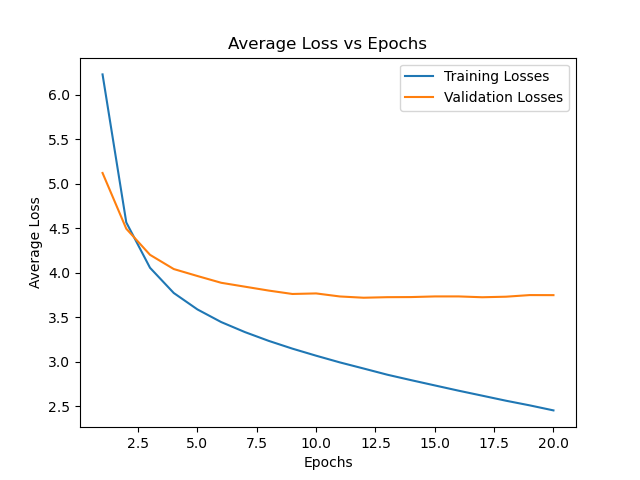 Average Loss vs Epochs
Training Losses
Validation Losses
Average Loss
6.0
5.5
5.0
4.5
4.0
3.5
3.0
2.5
2.5 5.0 7.5 10.0 12.5 15.0 17.5 20.0
Epochs